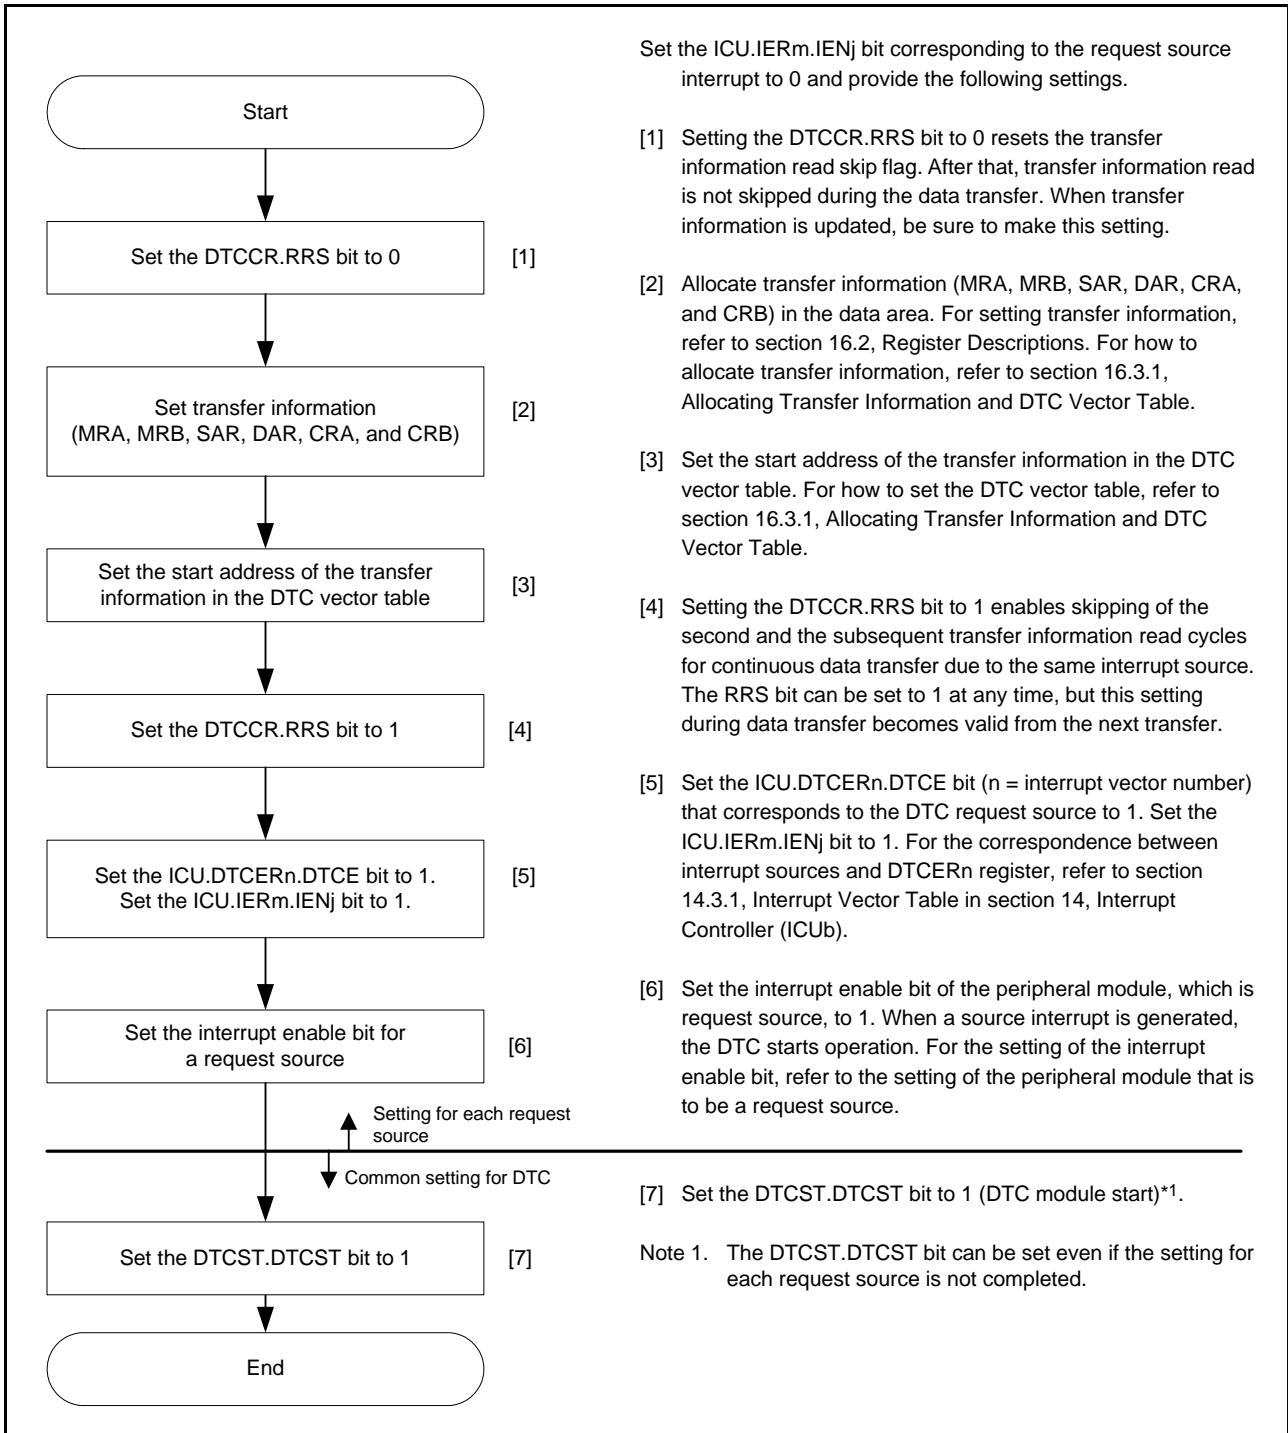 Start
Set the DTCCR.RRS bit to 0
[1]
Set transfer information
(MRA, MRB, SAR, DAR, CRA, and CRB)
[2]
Set the start address of the transfer
information in the DTC vector table
[3]
Set the DTCCR.RRS bit to 1
[4]
Set the ICU.DTCERn.DTCE bit to 1.
Set the ICU.IERm.IENj bit to 1.
[5]
Set the interrupt enable bit for
a request source
[6]
Setting for each request
source
Common setting for DTC
Set the DTCST.DTCST bit to 1
[7]
End
Set the ICU.IERm.IENj bit corresponding to the request source
interrupt to 0 and provide the following settings.
[1] Setting the DTCCR.RRS bit to 0 resets the transfer
information read skip flag. After that, transfer information read
is not skipped during the data transfer. When transfer
information is updated, be sure to make this setting.
[2] Allocate transfer information (MRA, MRB, SAR, DAR, CRA,
and CRB) in the data area. For setting transfer information,
refer to section 16.2, Register Descriptions. For how to
allocate transfer information, refer to section 16.3.1,
Allocating Transfer Information and DTC Vector Table.
[3] Set the start address of the transfer information in the DTC
vector table. For how to set the DTC vector table, refer to
section 16.3.1, Allocating Transfer Information and DTC
Vector Table.
[4] Setting the DTCCR.RRS bit to 1 enables skipping of the
second and the subsequent transfer information read cycles
for continuous data transfer due to the same interrupt source.
The RRS bit can be set to 1 at any time, but this setting
during data transfer becomes valid from the next transfer.
[5] Set the ICU.DTCERn.DTCE bit (n = interrupt vector number)
that corresponds to the DTC request source to 1. Set the
ICU.IERm.IENj bit to 1. For the correspondence between
interrupt sources and DTCERn register, refer to section
14.3.1, Interrupt Vector Table in section 14, Interrupt
Controller (ICUb).
[6] Set the interrupt enable bit of the peripheral module, which is
request source, to 1. When a source interrupt is generated,
the DTC starts operation. For the setting of the interrupt
enable bit, refer to the setting of the peripheral module that is
to be a request source.
[7] Set the DTCST.DTCST bit to 1 (DTC module start)*1.
Note 1. The DTCST.DTCST bit can be set even if the setting for
each request source is not completed.